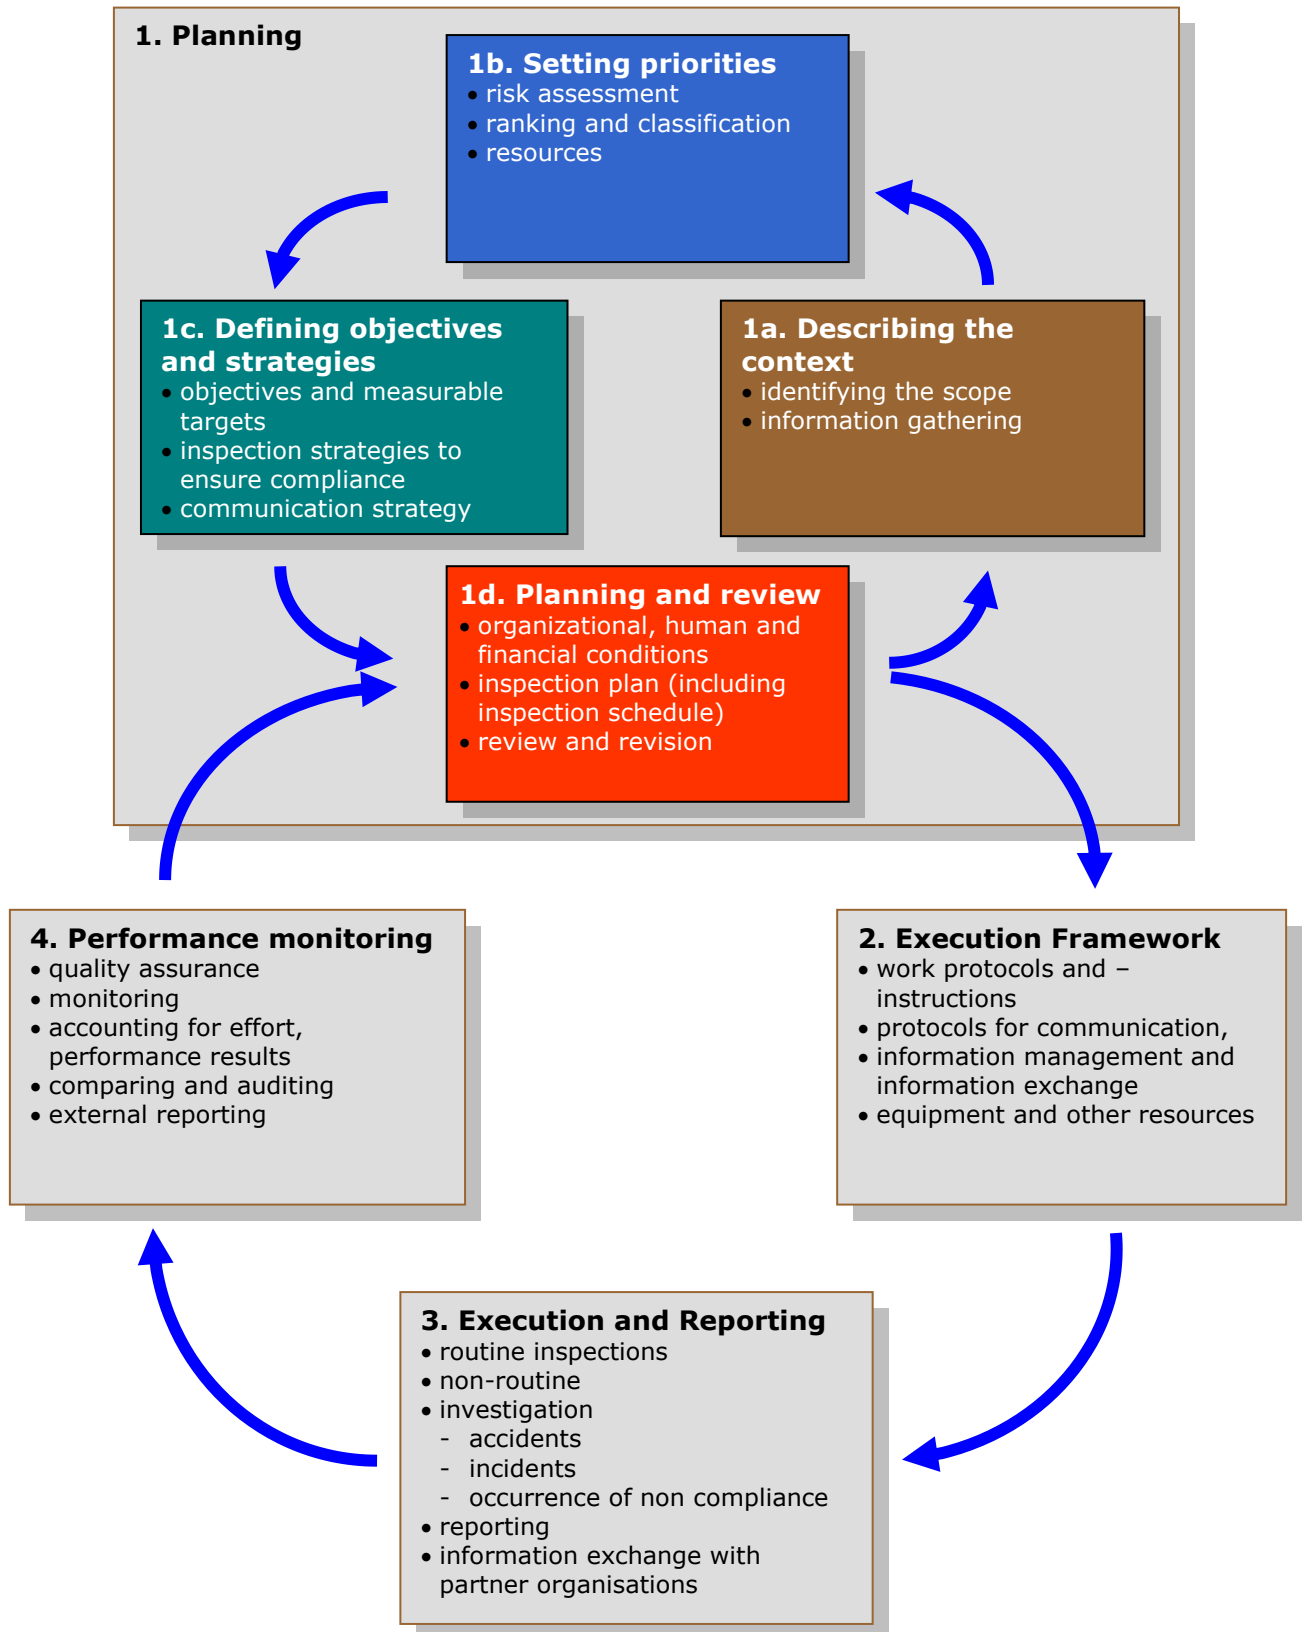 1. Planning
1b. Setting priorities
• risk assessment
• ranking and classification
• resources
1c. Defining objectives
and strategies
• objectives and measurable
targets
• inspection strategies to
ensure compliance
• communication strategy
1a. Describing the
context
• identifying the scope
• information gathering
1d. Planning and review
• organizational, human and
financial conditions
• inspection plan (including
inspection schedule)
• review and revision
4. Performance monitoring
• quality assurance
• monitoring
• accounting for effort,
performance results
• comparing and auditing
• external reporting
2. Execution Framework
• work protocols and –
instructions
• protocols for communication,
• information management and
information exchange
• equipment and other resources
3. Execution and Reporting
• routine inspections
• non-routine
• investigation
- accidents
- incidents
- occurrence of non compliance
• reporting
• information exchange with
partner organisations